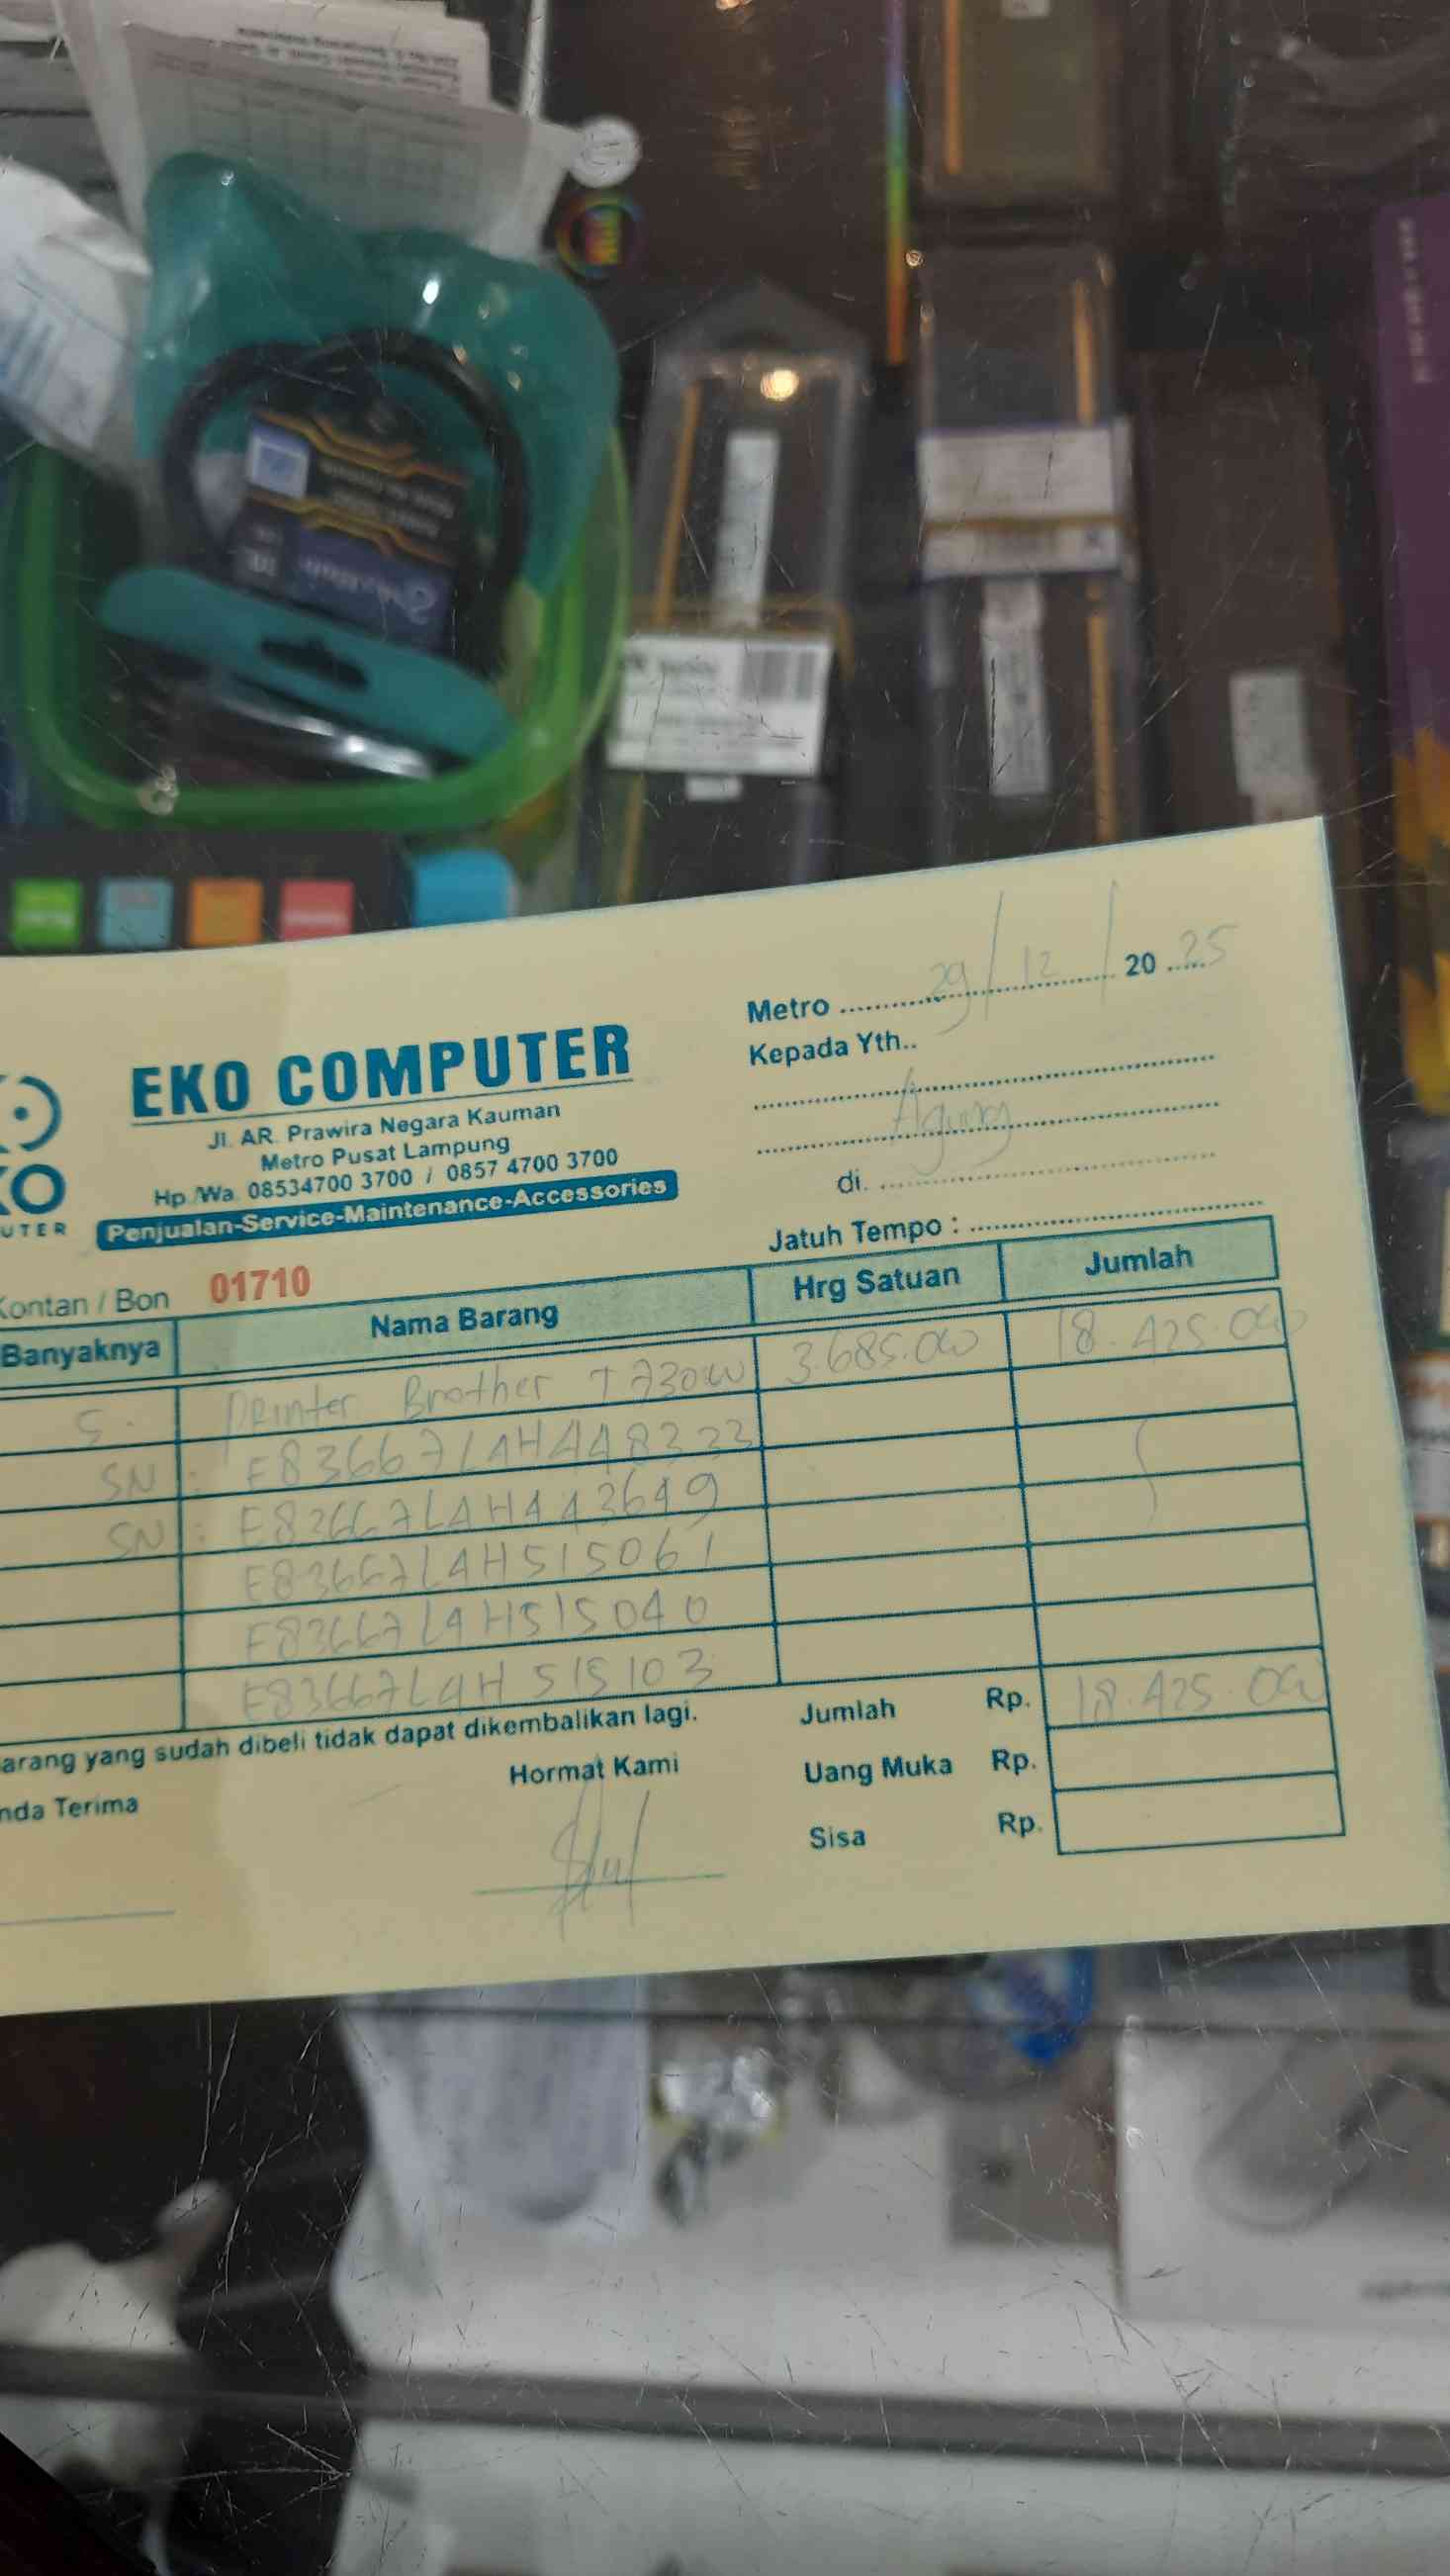 Metro 29/12/ 20 25
EKO COMPUTER
Kepada Yth..
Jl. AR. Prawira Negara Kauman
Metro Pusat Lampung
Agung
Hp./Wa. 08534700 3700 / 0857 4700 3700
di.
Penjualan-Service-Maintenance-Accessories
Jatuh Tempo :
Kontan / Bon 01710
Banyaknya Nama Barang Hrg Satuan Jumlah
5. Printer Brother T730W 3.685.000 18.425.000
SN : E83667L4H448323
SN : E83667L4H443649
E83667L4H515061
E83667L4H515040
E83667L4H515103
arang yang sudah dibeli tidak dapat dikembalikan lagi.
Jumlah Rp. 18.425.000
nda Terima Hormat Kami
Uang Muka Rp.
Sisa Rp.